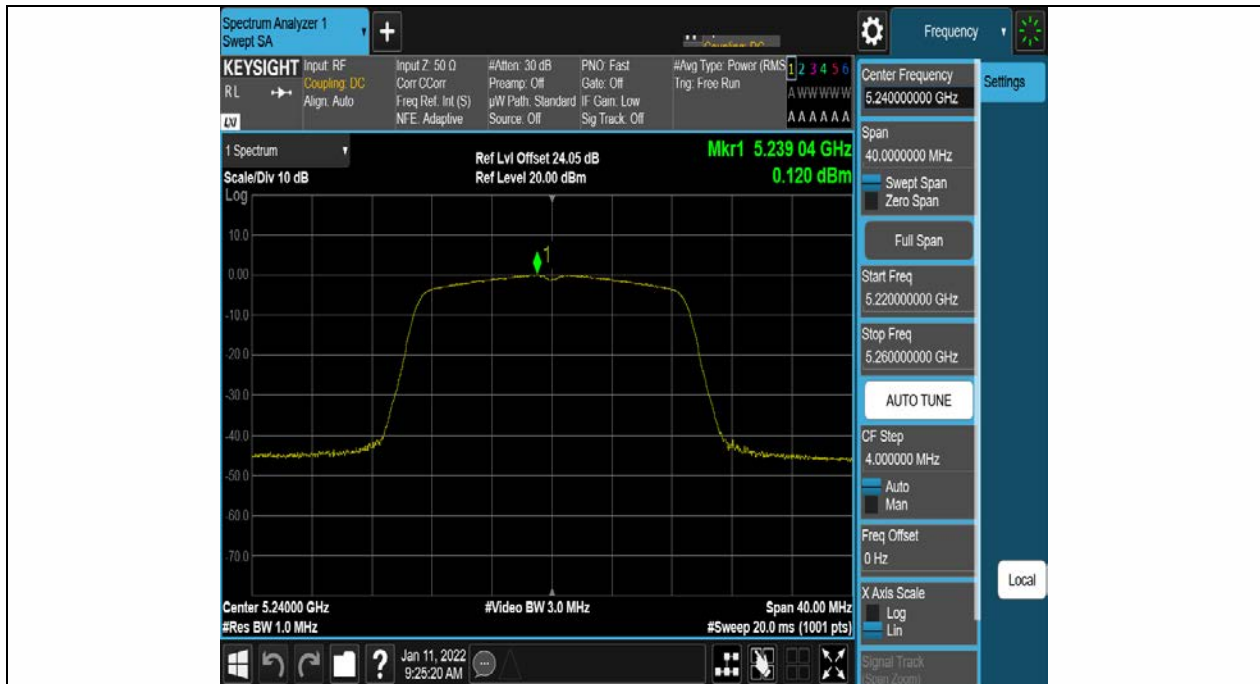 Spectrum Analyzer 1
Swept SA
+
Frequency
KEYSIGHT
RL
LXI
Input: RF
Coupling: DC
Align: Auto
Input Z: 50 Ω
Corr CCorr
Freq Ref: Int (S)
NFE: Adaptive
#Atten: 30 dB
Preamp: Off
µW Path: Standard
Source: Off
PNO: Fast
Gate: Off
IF Gain: Low
Sig Track: Off
#Avg Type: Power (RMS
Trig: Free Run
1 2 3 4 5 6
A W W W W W
A A A A A A
1 Spectrum
Scale/Div 10 dB
Log
Ref Lvl Offset 24.05 dB
Ref Level 20.00 dBm
Mkr1 5.239 04 GHz
0.120 dBm
10.0
0.00
-10.0
-20.0
-30.0
-40.0
-50.0
-60.0
-70.0
1
Center 5.24000 GHz
#Res BW 1.0 MHz
#Video BW 3.0 MHz
Span 40.00 MHz
#Sweep 20.0 ms (1001 pts)
?
Jan 11, 2022
9:25:20 AM
Center Frequency
5.240000000 GHz
Span
40.0000000 MHz
Swept Span
Zero Span
Full Span
Start Freq
5.220000000 GHz
Stop Freq
5.260000000 GHz
AUTO TUNE
CF Step
4.000000 MHz
Auto
Man
Freq Offset
0 Hz
X Axis Scale
Log
Lin
Signal Track
(Span Zoom)
Settings
Local